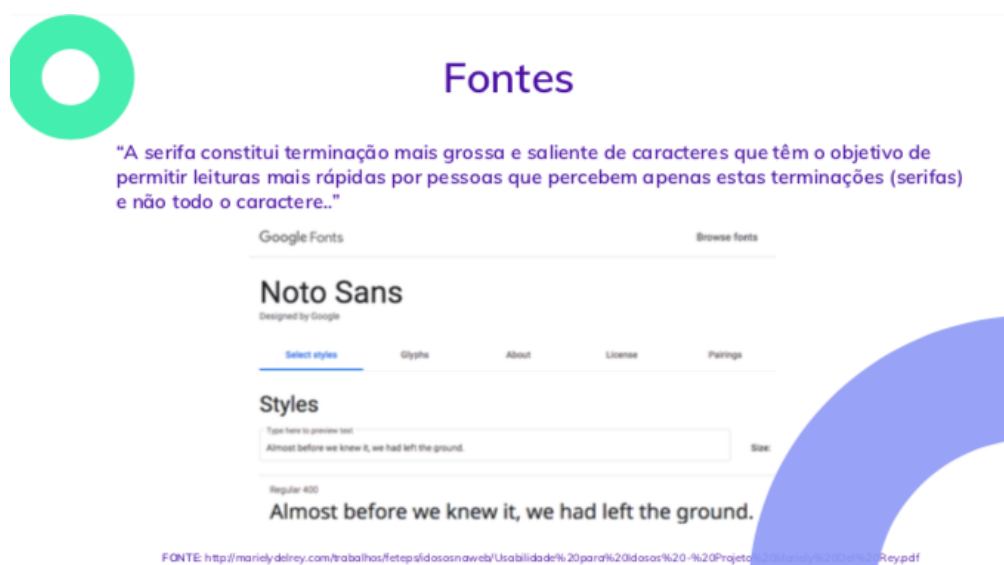 Fontes
“A serifa constitui terminação mais grossa e saliente de caracteres que têm o objetivo de
permitir leituras mais rápidas por pessoas que percebem apenas estas terminações (serifas)
e não todo o caractere..”
Google Fonts Browse fonts
Noto Sans
Designed by Google
Select styles Glyphs About License Pairings
Styles
Type here to preview text
Almost before we knew it, we had left the ground.
Size:
Regular 400
Almost before we knew it, we had left the ground.
FONTE: http://marielydelrey.com/trabalhos/feteps/idososnaweb/Usabilidade%20para%20Idosos%20-%20Projeto%20Mariely%20Del%20Rey.pdf